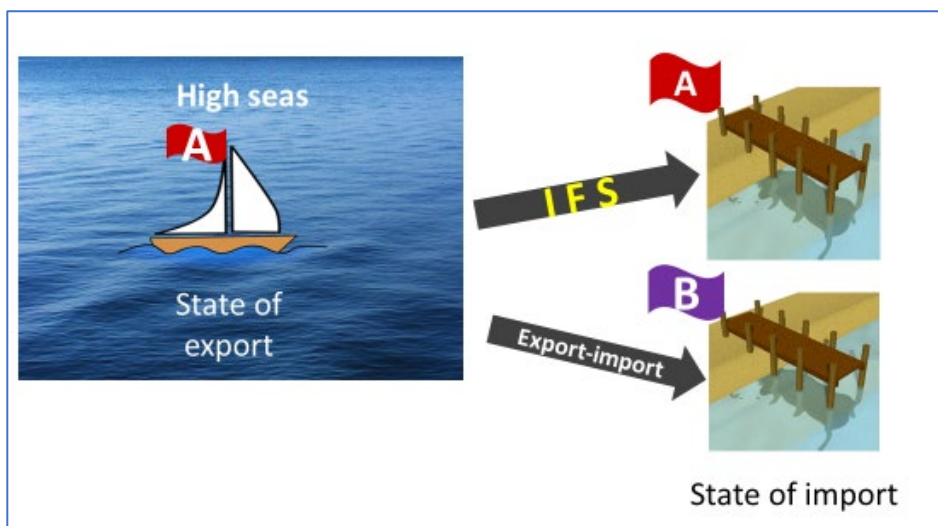 High seas
A
State of
export
I F S
A
Export-import
B
State of import